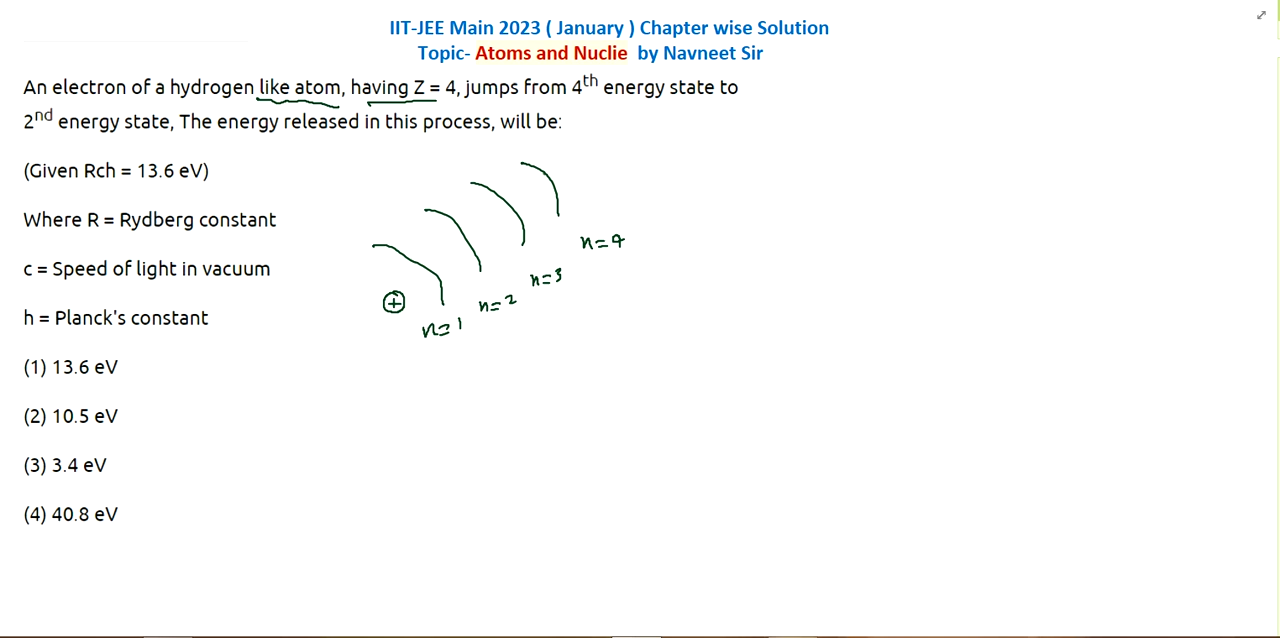 IIT-JEE Main 2023 ( January ) Chapter wise Solution
Topic- Atoms and Nuclie by Navneet Sir
An electron of a hydrogen like atom, having Z = 4, jumps from 4th energy state to
2nd energy state, The energy released in this process, will be:
(Given Rch = 13.6 eV)
Where R = Rydberg constant
c = Speed of light in vacuum
h = Planck's constant
(1) 13.6 eV
(2) 10.5 eV
(3) 3.4 eV
(4) 40.8 eV
+
n=1
n=2
n=3
n=4